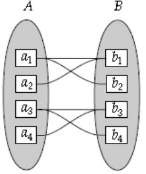 A B
a₁ b₁
a₂ b₂
a₃ b₃
a₄ b₄